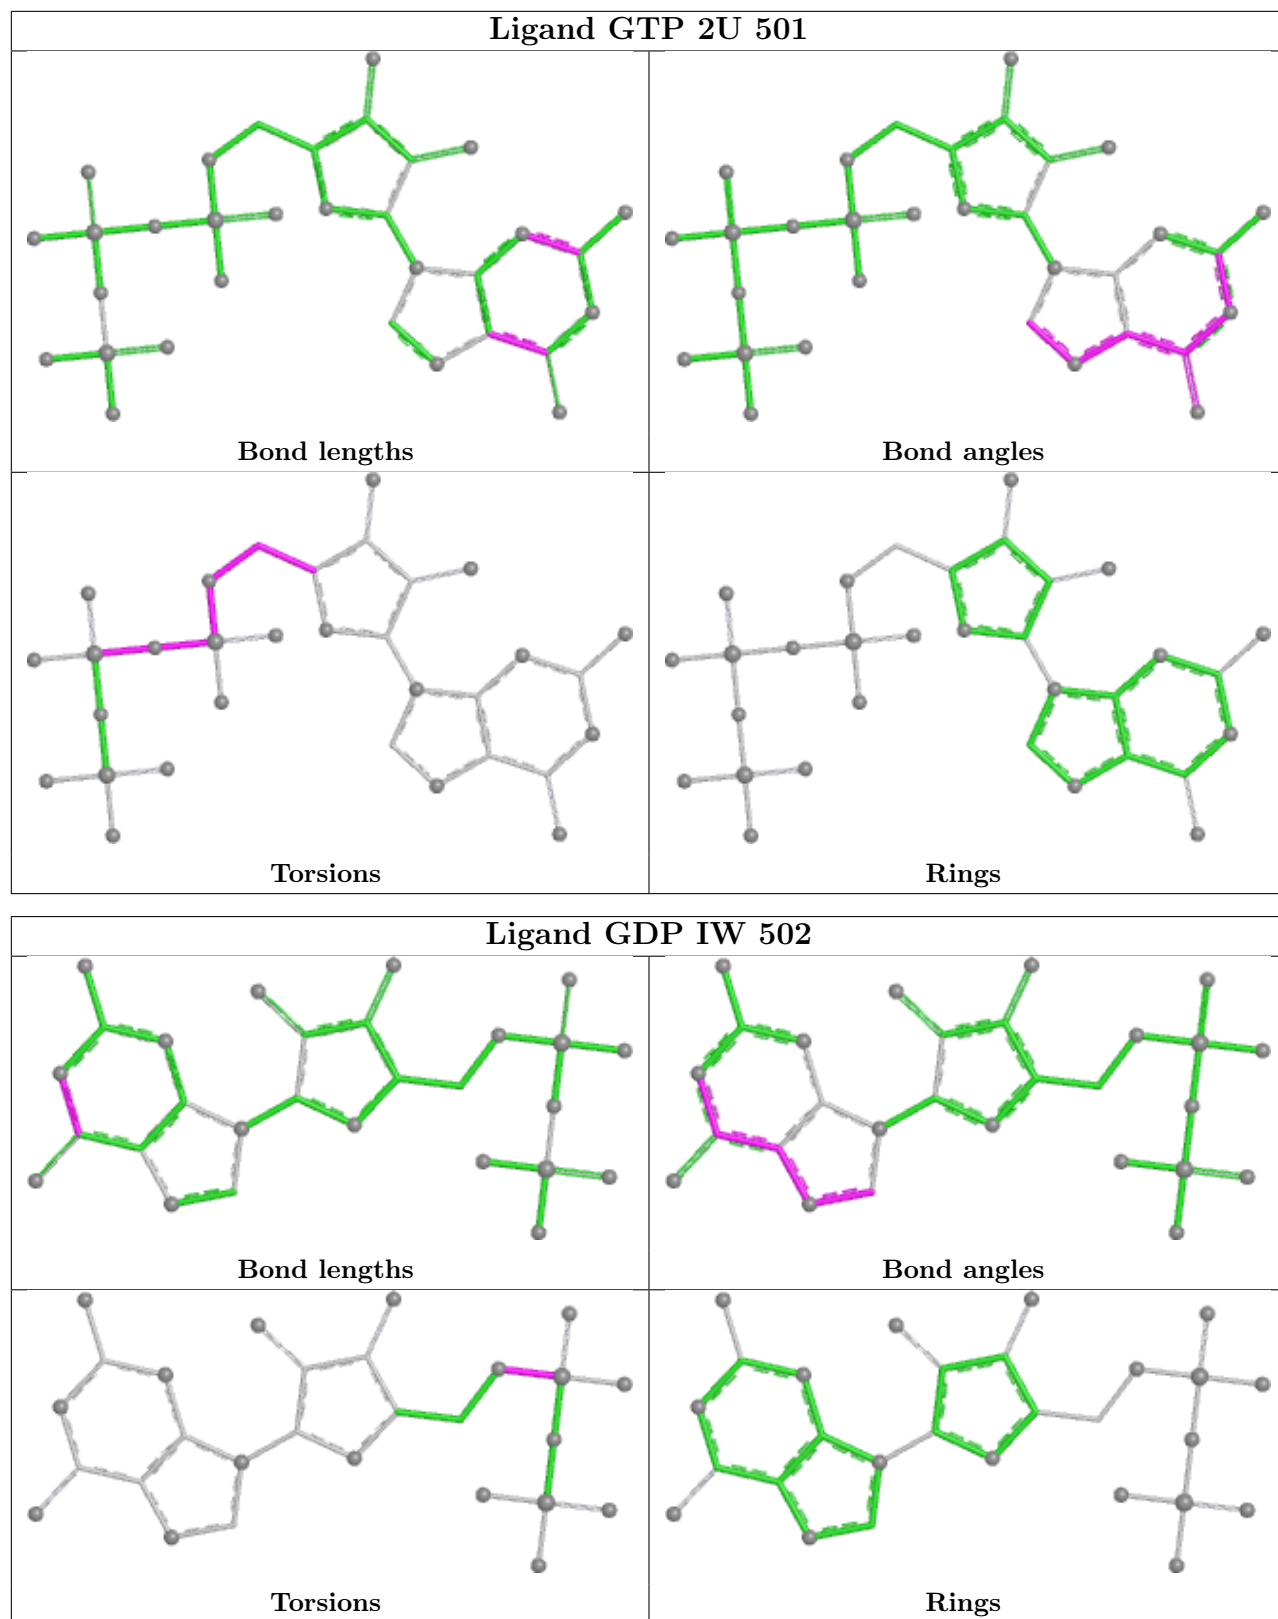 Ligand GTP 2U 501
Bond lengths
Bond angles
Torsions
Rings
Ligand GDP IW 502
Bond lengths
Bond angles
Torsions
Rings